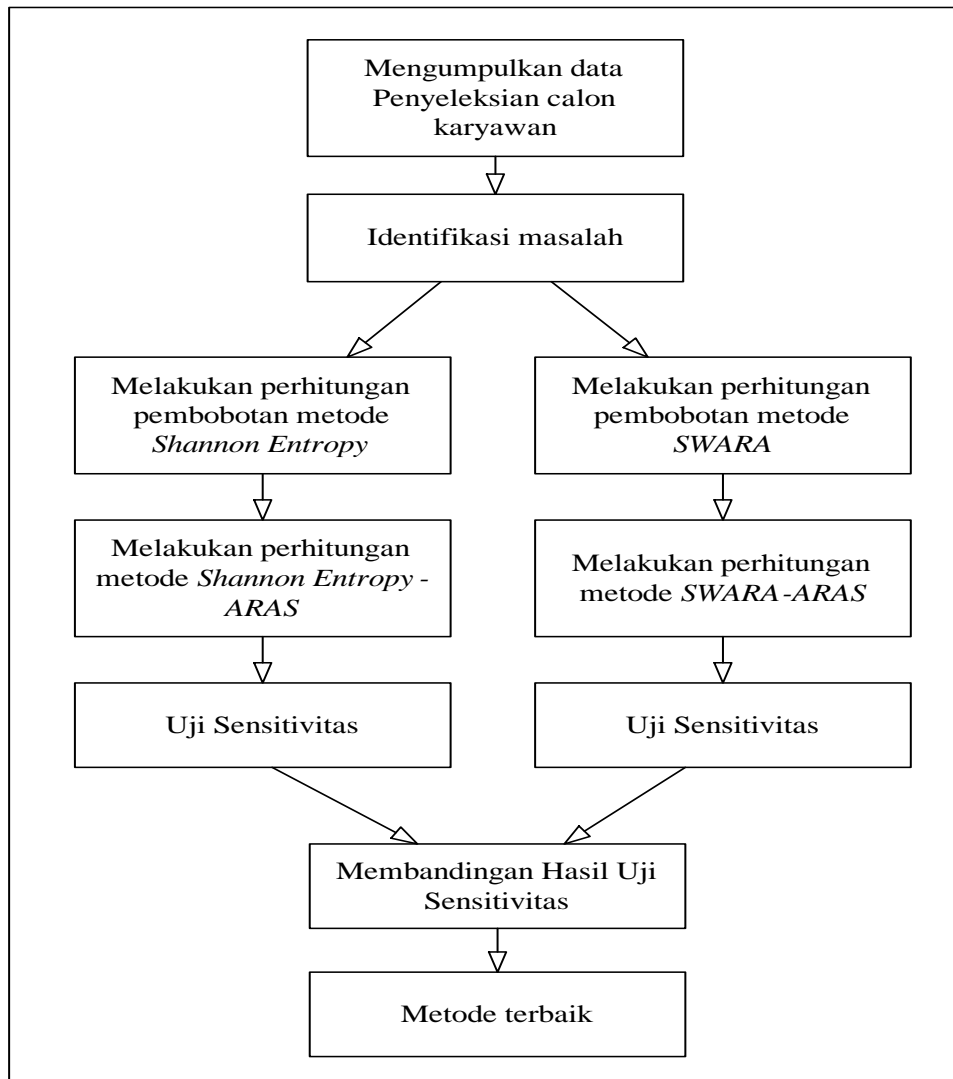 Mengumpulkan data
Penyeleksian calon
karyawan
Identifikasi masalah
Melakukan perhitungan
pembobotan metode
Shannon Entropy
Melakukan perhitungan
pembobotan metode
SWARA
Melakukan perhitungan
metode Shannon Entropy -
ARAS
Melakukan perhitungan
metode SWARA -ARAS
Uji Sensitivitas
Uji Sensitivitas
Membandingan Hasil Uji
Sensitivitas
Metode terbaik